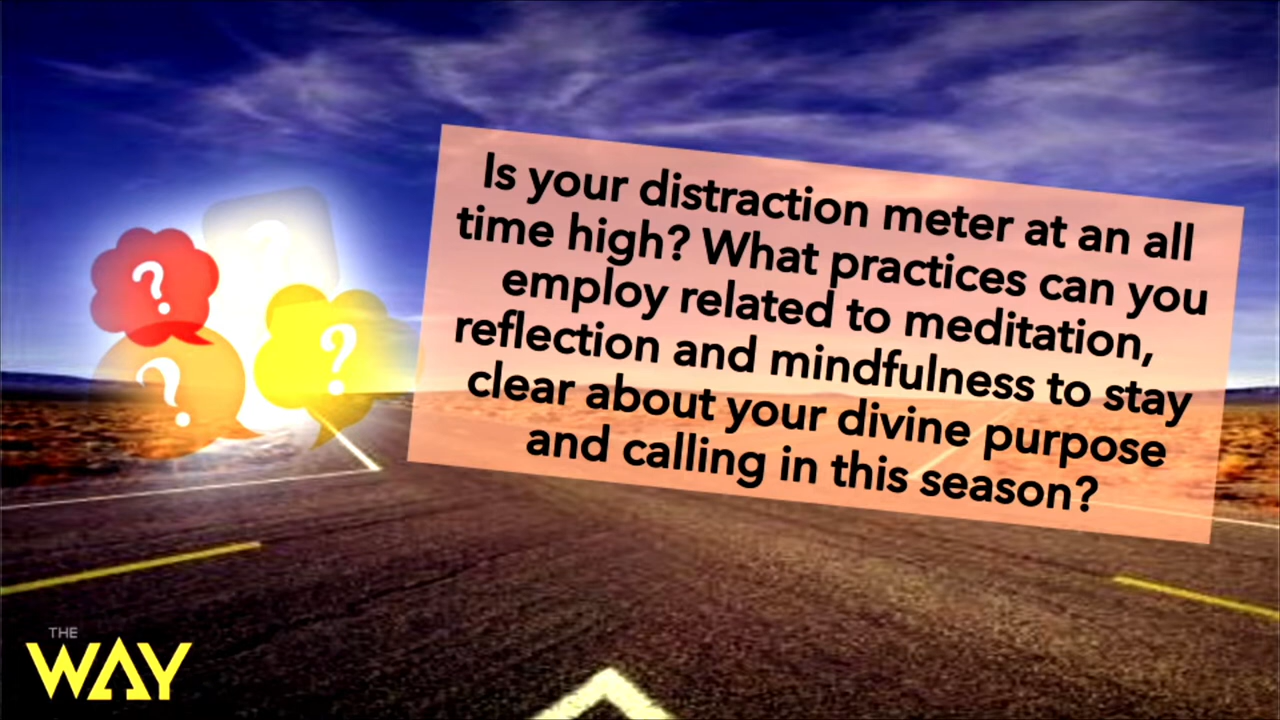 Is your distraction meter at an all
time high? What practices can you
employ related to meditation,
reflection and mindfulness to stay
clear about your divine purpose
and calling in this season?
?
?
?
?
THE
WAY